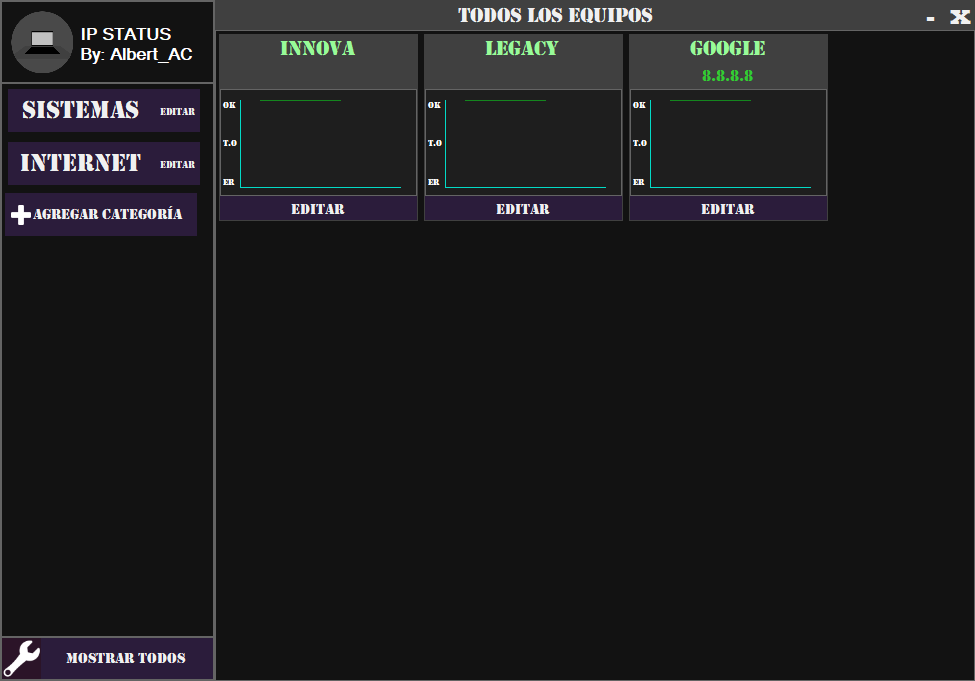 IP STATUS
By: Albert_AC
SISTEMAS EDITAR
INTERNET EDITAR
AGREGAR CATEGORÍA
MOSTRAR TODOS
TODOS LOS EQUIPOS - X
INNOVA
OK
T.O
ER
EDITAR
LEGACY
OK
T.O
ER
EDITAR
GOOGLE
8.8.8.8
OK
T.O
ER
EDITAR